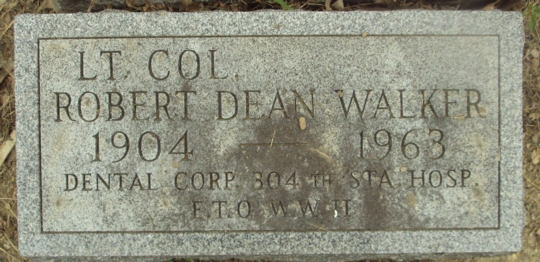 LT. COL.
ROBERT DEAN WALKER
1904 — 1963
DENTAL CORP. 304 TH STA HOSP.
E.T.O. W.W. II